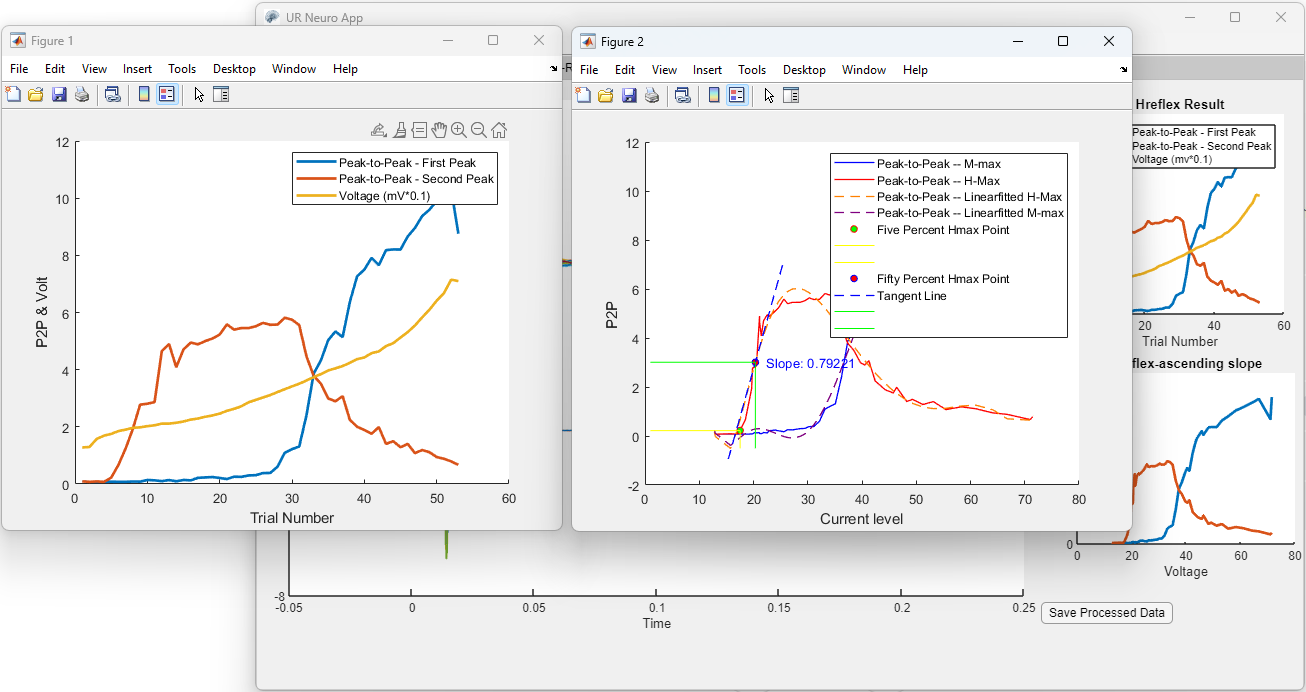 UR Neuro App
Figure 1
File Edit View Insert Tools Desktop Window Help
12
10
8
6
4
2
0
P2P & Volt
Peak-to-Peak - First Peak
Peak-to-Peak - Second Peak
Voltage (mV*0.1)
0 10 20 30 40 50 60
Trial Number
Figure 2
File Edit View Insert Tools Desktop Window Help
12
10
8
6
4
2
0
-2
P2P
Peak-to-Peak -- M-max
Peak-to-Peak -- H-Max
Peak-to-Peak -- Linearfitted H-Max
Peak-to-Peak -- Linearfitted M-max
Five Percent Hmax Point
Fifty Percent Hmax Point
Tangent Line
Slope: 0.79221
0 10 20 30 40 50 60 70 80
Current level
-R
Hreflex Result
Peak-to-Peak - First Peak
Peak-to-Peak - Second Peak
Voltage (mv*0.1)
20 40 60
Trial Number
flex-ascending slope
0
0 20 40 60 80
Voltage
-8
-0.05 0 0.05 0.1 0.15 0.2 0.25
Time
Save Processed Data